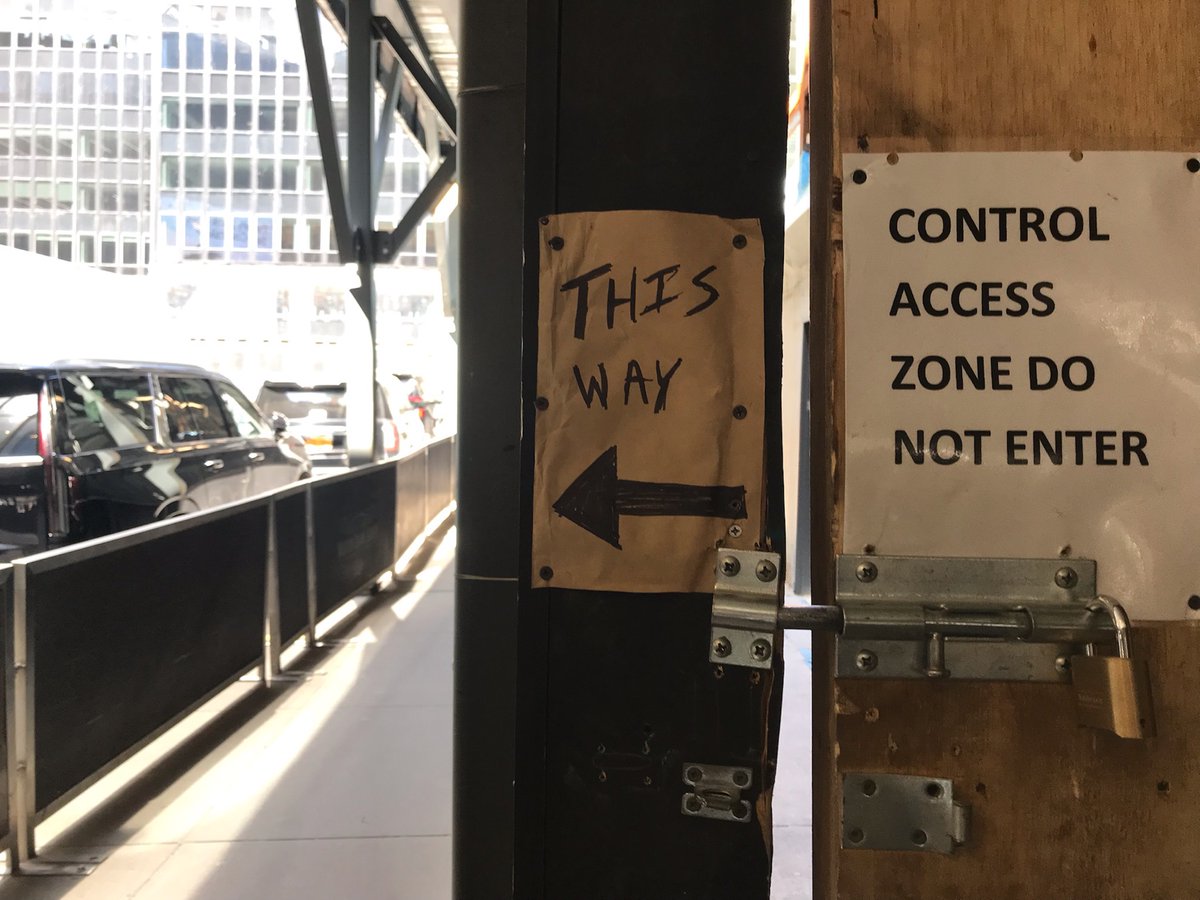 THIS
WAY
CONTROL
ACCESS
ZONE DO
NOT ENTER